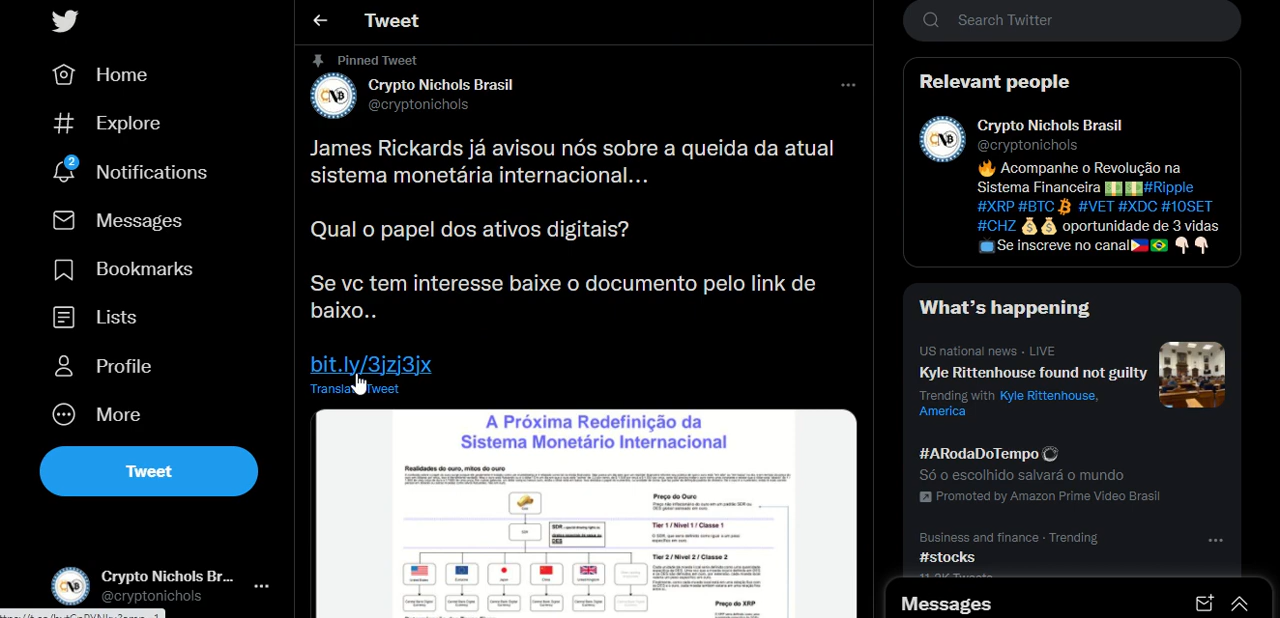 Home
Explore
2
Notifications
Messages
Bookmarks
Lists
Profile
More
Tweet
Crypto Nichols Br...
@cryptonichols
Tweet
Pinned Tweet
Crypto Nichols Brasil
@cryptonichols
James Rickards já avisou nós sobre a queida da atual
sistema monetária internacional...
Qual o papel dos ativos digitais?
Se vc tem interesse baixe o documento pelo link de
baixo..
bit.ly/3jzj3jx
Translate Tweet
A Próxima Redefinição da
Sistema Monetário Internacional
Realidades do ouro, mitos do ouro
Preço do Ouro
Tier 1 / Nível 1 / Classe 1
Tier 2 / Nível 2 / Classe 2
Preço do XRP
Search Twitter
Relevant people
Crypto Nichols Brasil
@cryptonichols
🔥 Acompanhe o Revolução na
Sistema Financeira 💵💵#Ripple
#XRP #BTC #VET #XDC #10SET
#CHZ 💰💰 oportunidade de 3 vidas
📺Se inscreve no canal🇵🇭🇧🇷 👇🏻👇🏻
What's happening
US national news · LIVE
Kyle Rittenhouse found not guilty
Trending with Kyle Rittenhouse,
America
#ARodaDoTempo
Só o escolhido salvará o mundo
Promoted by Amazon Prime Video Brasil
Business and finance · Trending
#stocks
Messages